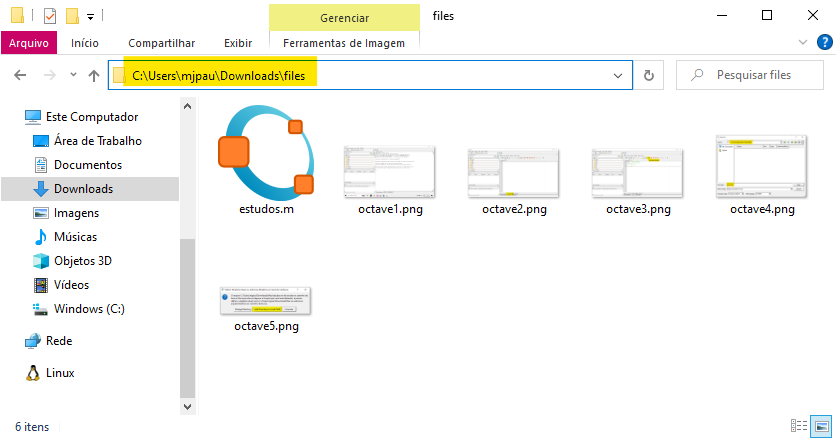 Gerenciar
files
Arquivo
Início
Compartilhar
Exibir
Ferramentas de Imagem
C:\Users\mjpau\Downloads\files
Pesquisar files
Este Computador
Área de Trabalho
Documentos
Downloads
Imagens
Músicas
Objetos 3D
Vídeos
Windows (C:)
Rede
Linux
estudos.m
octave1.png
octave2.png
octave3.png
octave4.png
octave5.png
6 itens